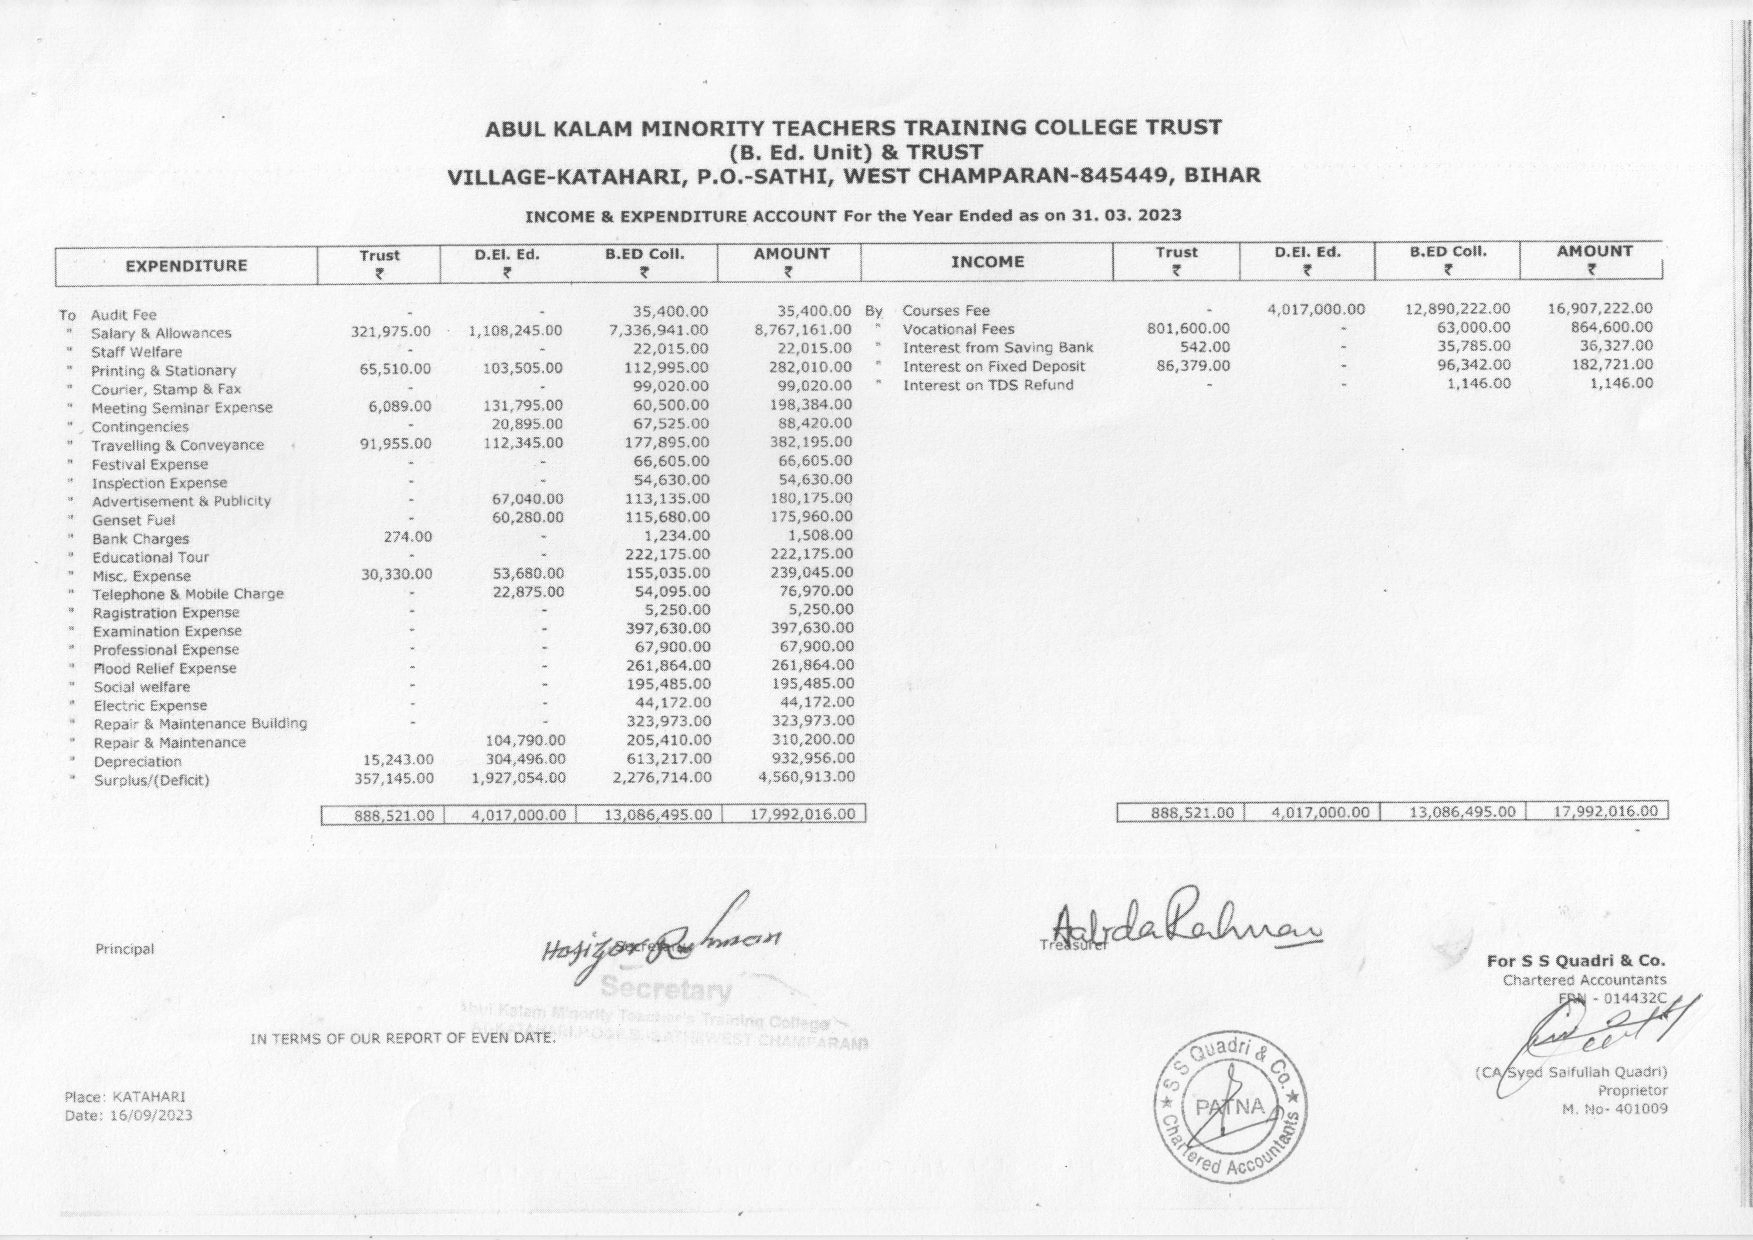 ABUL KALAM MINORITY TEACHERS TRAINING COLLEGE TRUST
(B. Ed. Unit) & TRUST
VILLAGE-KATAHARI, P.O.-SATHI, WEST CHAMPARAN-845449, BIHAR
INCOME & EXPENDITURE ACCOUNT For the Year Ended as on 31. 03. 2023
EXPENDITURE Trust ₹ D.El. Ed. ₹ B.ED Coll. ₹ AMOUNT ₹ INCOME Trust ₹ D.El. Ed. ₹ B.ED Coll. ₹ AMOUNT ₹
To Audit Fee - - 35,400.00 35,400.00 By Courses Fee - 4,017,000.00 12,890,222.00 16,907,222.00
" Salary & Allowances 321,975.00 1,108,245.00 7,336,941.00 8,767,161.00 " Vocational Fees 801,600.00 - 63,000.00 864,600.00
" Staff Welfare - - 22,015.00 22,015.00 " Interest from Saving Bank 542.00 - 35,785.00 36,327.00
" Printing & Stationary 65,510.00 103,505.00 112,995.00 282,010.00 " Interest on Fixed Deposit 86,379.00 - 96,342.00 182,721.00
" Courier, Stamp & Fax - - 99,020.00 99,020.00 " Interest on TDS Refund - - 1,146.00 1,146.00
" Meeting Seminar Expense 6,089.00 131,795.00 60,500.00 198,384.00
" Contingencies - 20,895.00 67,525.00 88,420.00
" Travelling & Conveyance 91,955.00 112,345.00 177,895.00 382,195.00
" Festival Expense - - 66,605.00 66,605.00
" Inspection Expense - - 54,630.00 54,630.00
" Advertisement & Publicity - 67,040.00 113,135.00 180,175.00
" Genset Fuel - 60,280.00 115,680.00 175,960.00
" Bank Charges 274.00 - 1,234.00 1,508.00
" Educational Tour - - 222,175.00 222,175.00
" Misc. Expense 30,330.00 53,680.00 155,035.00 239,045.00
" Telephone & Mobile Charge - 22,875.00 54,095.00 76,970.00
" Ragistration Expense - - 5,250.00 5,250.00
" Examination Expense - - 397,630.00 397,630.00
" Professional Expense - - 67,900.00 67,900.00
" Flood Relief Expense - - 261,864.00 261,864.00
" Social welfare - - 195,485.00 195,485.00
" Electric Expense - - 44,172.00 44,172.00
" Repair & Maintenance Building - - 323,973.00 323,973.00
" Repair & Maintenance 104,790.00 205,410.00 310,200.00
" Depreciation 15,243.00 304,496.00 613,217.00 932,956.00
" Surplus/(Deficit) 357,145.00 1,927,054.00 2,276,714.00 4,560,913.00
888,521.00 4,017,000.00 13,086,495.00 17,992,016.00 888,521.00 4,017,000.00 13,086,495.00 17,992,016.00
Principal Hafizor Rahman Treasurer
Secretary
Abul Kalam Minority Teacher's Training College
WEST CHAMPARAN
For S S Quadri & Co.
Chartered Accountants
FRN - 014432C
IN TERMS OF OUR REPORT OF EVEN DATE.
(CA Syed Saifullah Quadri)
Proprietor
M. No- 401009
Place: KATAHARI
Date: 16/09/2023
S S Quadri & Co.
PATNA
Chartered Accountants